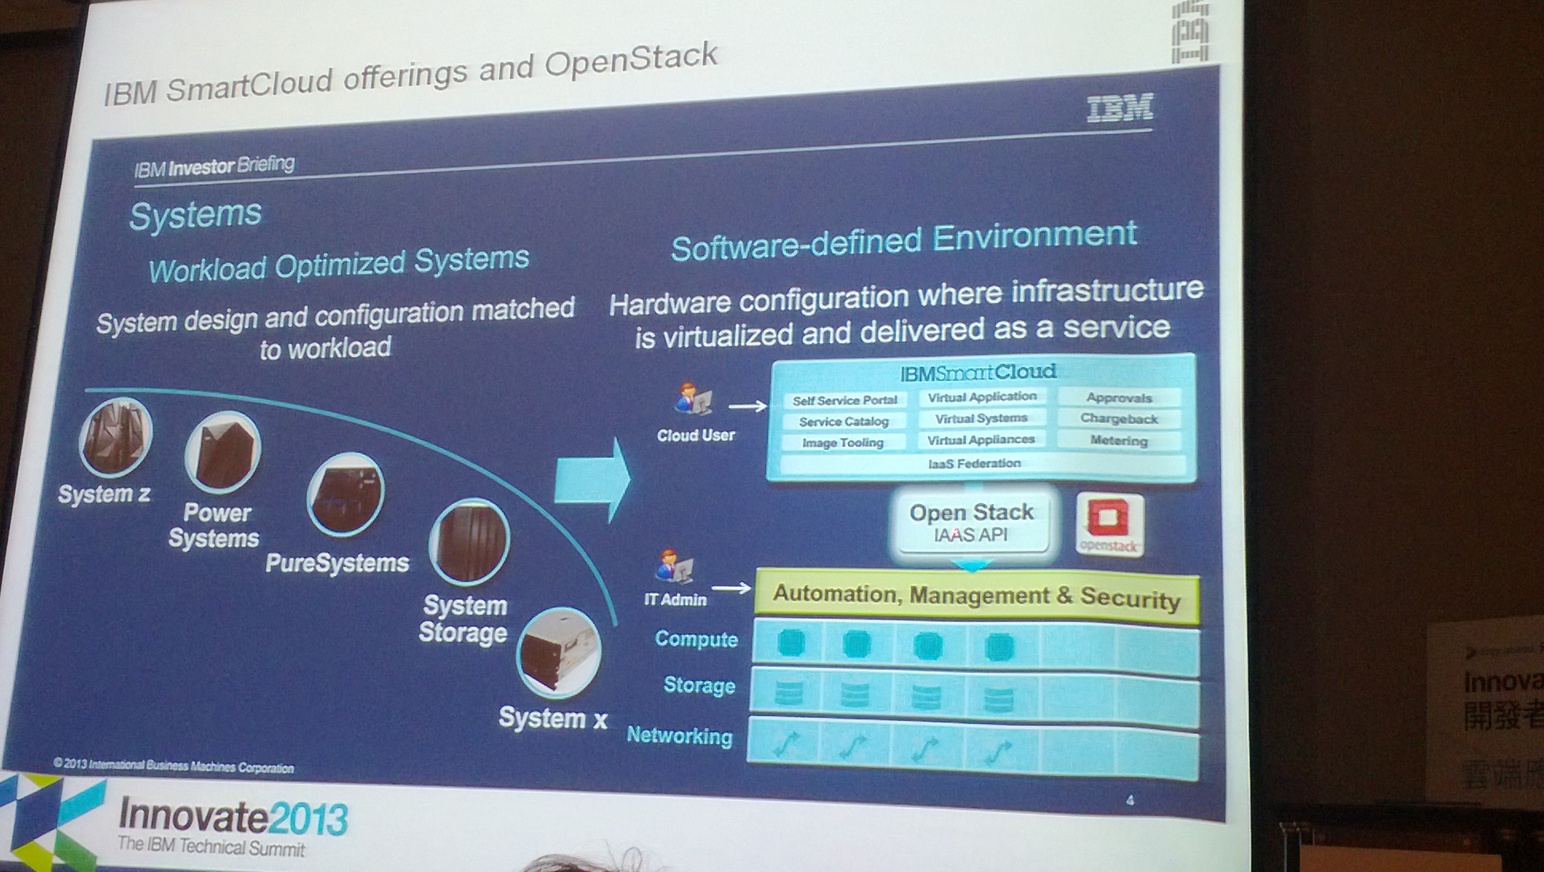 IBM SmartCloud offerings and OpenStack
IBM
IBM
IBM Investor Briefing
Systems
Workload Optimized Systems
System design and configuration matched
to workload
System z
Power
Systems
PureSystems
System
Storage
System x
Software-defined Environment
Hardware configuration where infrastructure
is virtualized and delivered as a service
Cloud User
IBMSmartCloud
Self Service Portal
Virtual Application
Approvals
Service Catalog
Virtual Systems
Chargeback
Image Tooling
Virtual Appliances
Metering
IaaS Federation
Open Stack
IAAS API
openstack
IT Admin
Automation, Management & Security
Compute
Storage
Networking
© 2013 International Business Machines Corporation
4
Innovate2013
The IBM Technical Summit
Innova
開發者
雲端應